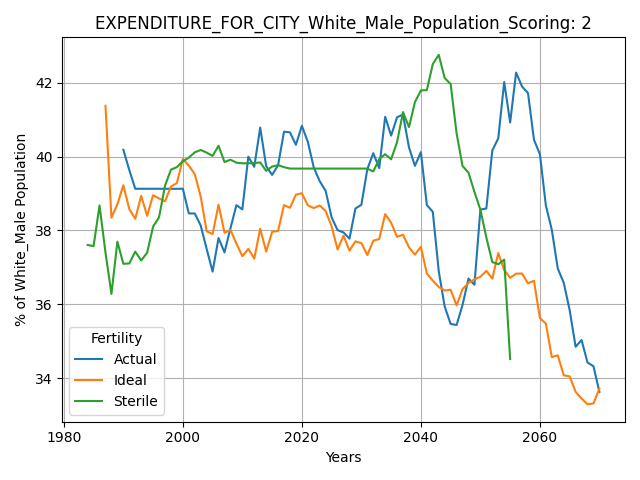 EXPENDITURE_FOR_CITY_White_Male_Population_Scoring: 2
% of White_Male Population
42
40
38
36
34
Fertility
Actual
Ideal
Sterile
1980
2000
2020
2040
2060
Years